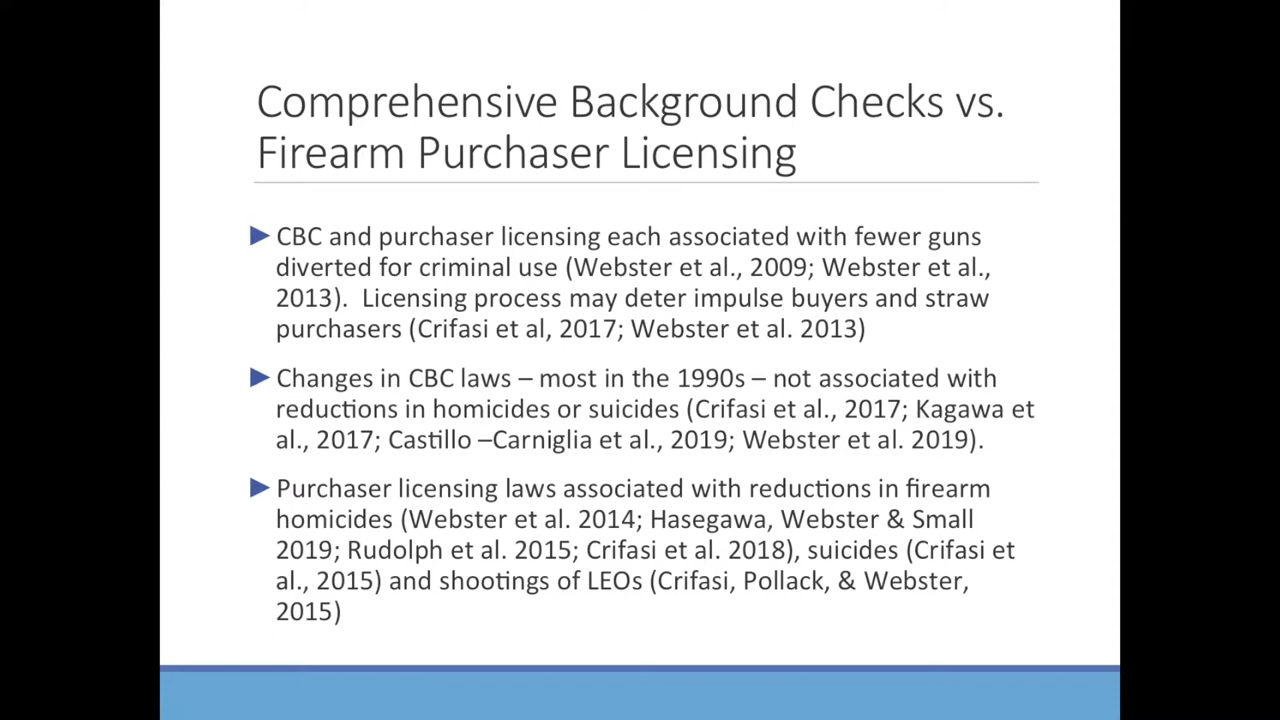 Comprehensive Background Checks vs.
Firearm Purchaser Licensing
CBC and purchaser licensing each associated with fewer guns
diverted for criminal use (Webster et al., 2009; Webster et al.,
2013).  Licensing process may deter impulse buyers and straw
purchasers (Crifasi et al, 2017; Webster et al. 2013)
Changes in CBC laws – most in the 1990s – not associated with
reductions in homicides or suicides (Crifasi et al., 2017; Kagawa et
al., 2017; Castillo –Carniglia et al., 2019; Webster et al. 2019).
Purchaser licensing laws associated with reductions in firearm
homicides (Webster et al. 2014; Hasegawa, Webster & Small
2019; Rudolph et al. 2015; Crifasi et al. 2018), suicides (Crifasi et
al., 2015) and shootings of LEOs (Crifasi, Pollack, & Webster,
2015)